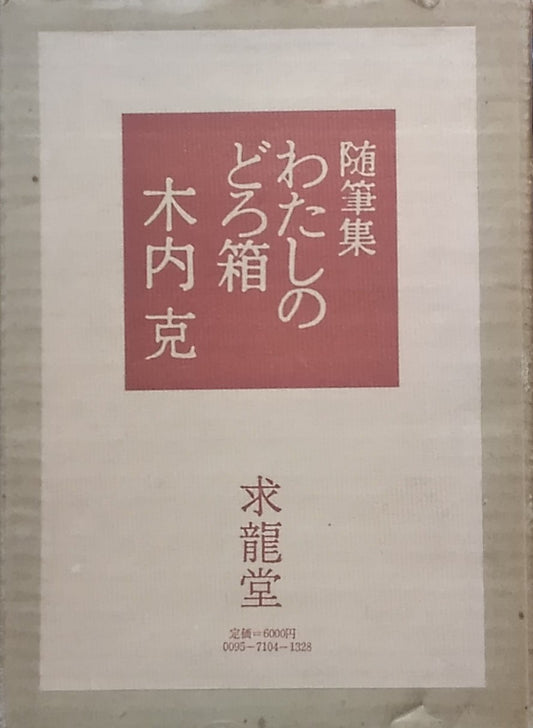 随筆集
わたしの
どろ箱
木内克
求龍堂
定価=6000円
0095-7104-1328